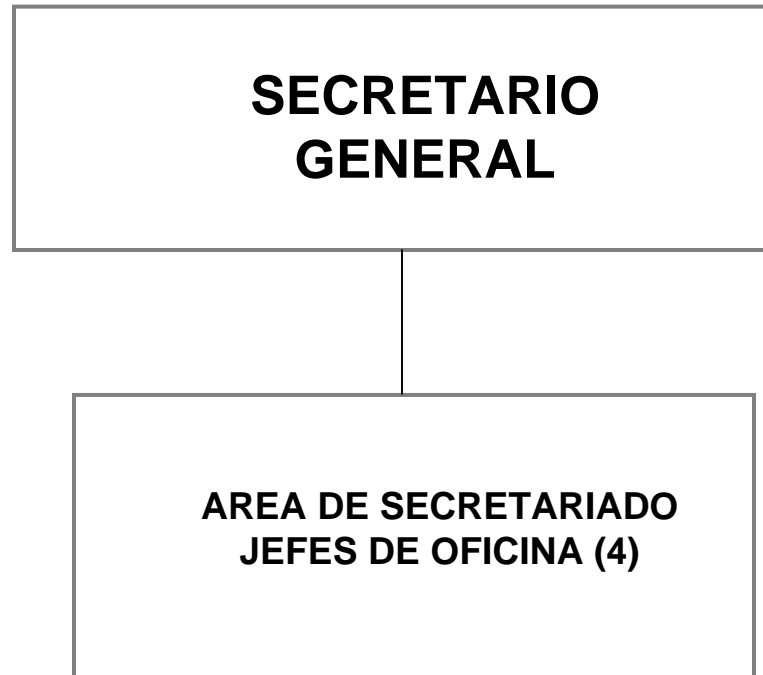 SECRETARIO
GENERAL
AREA DE SECRETARIADO
JEFES DE OFICINA (4)